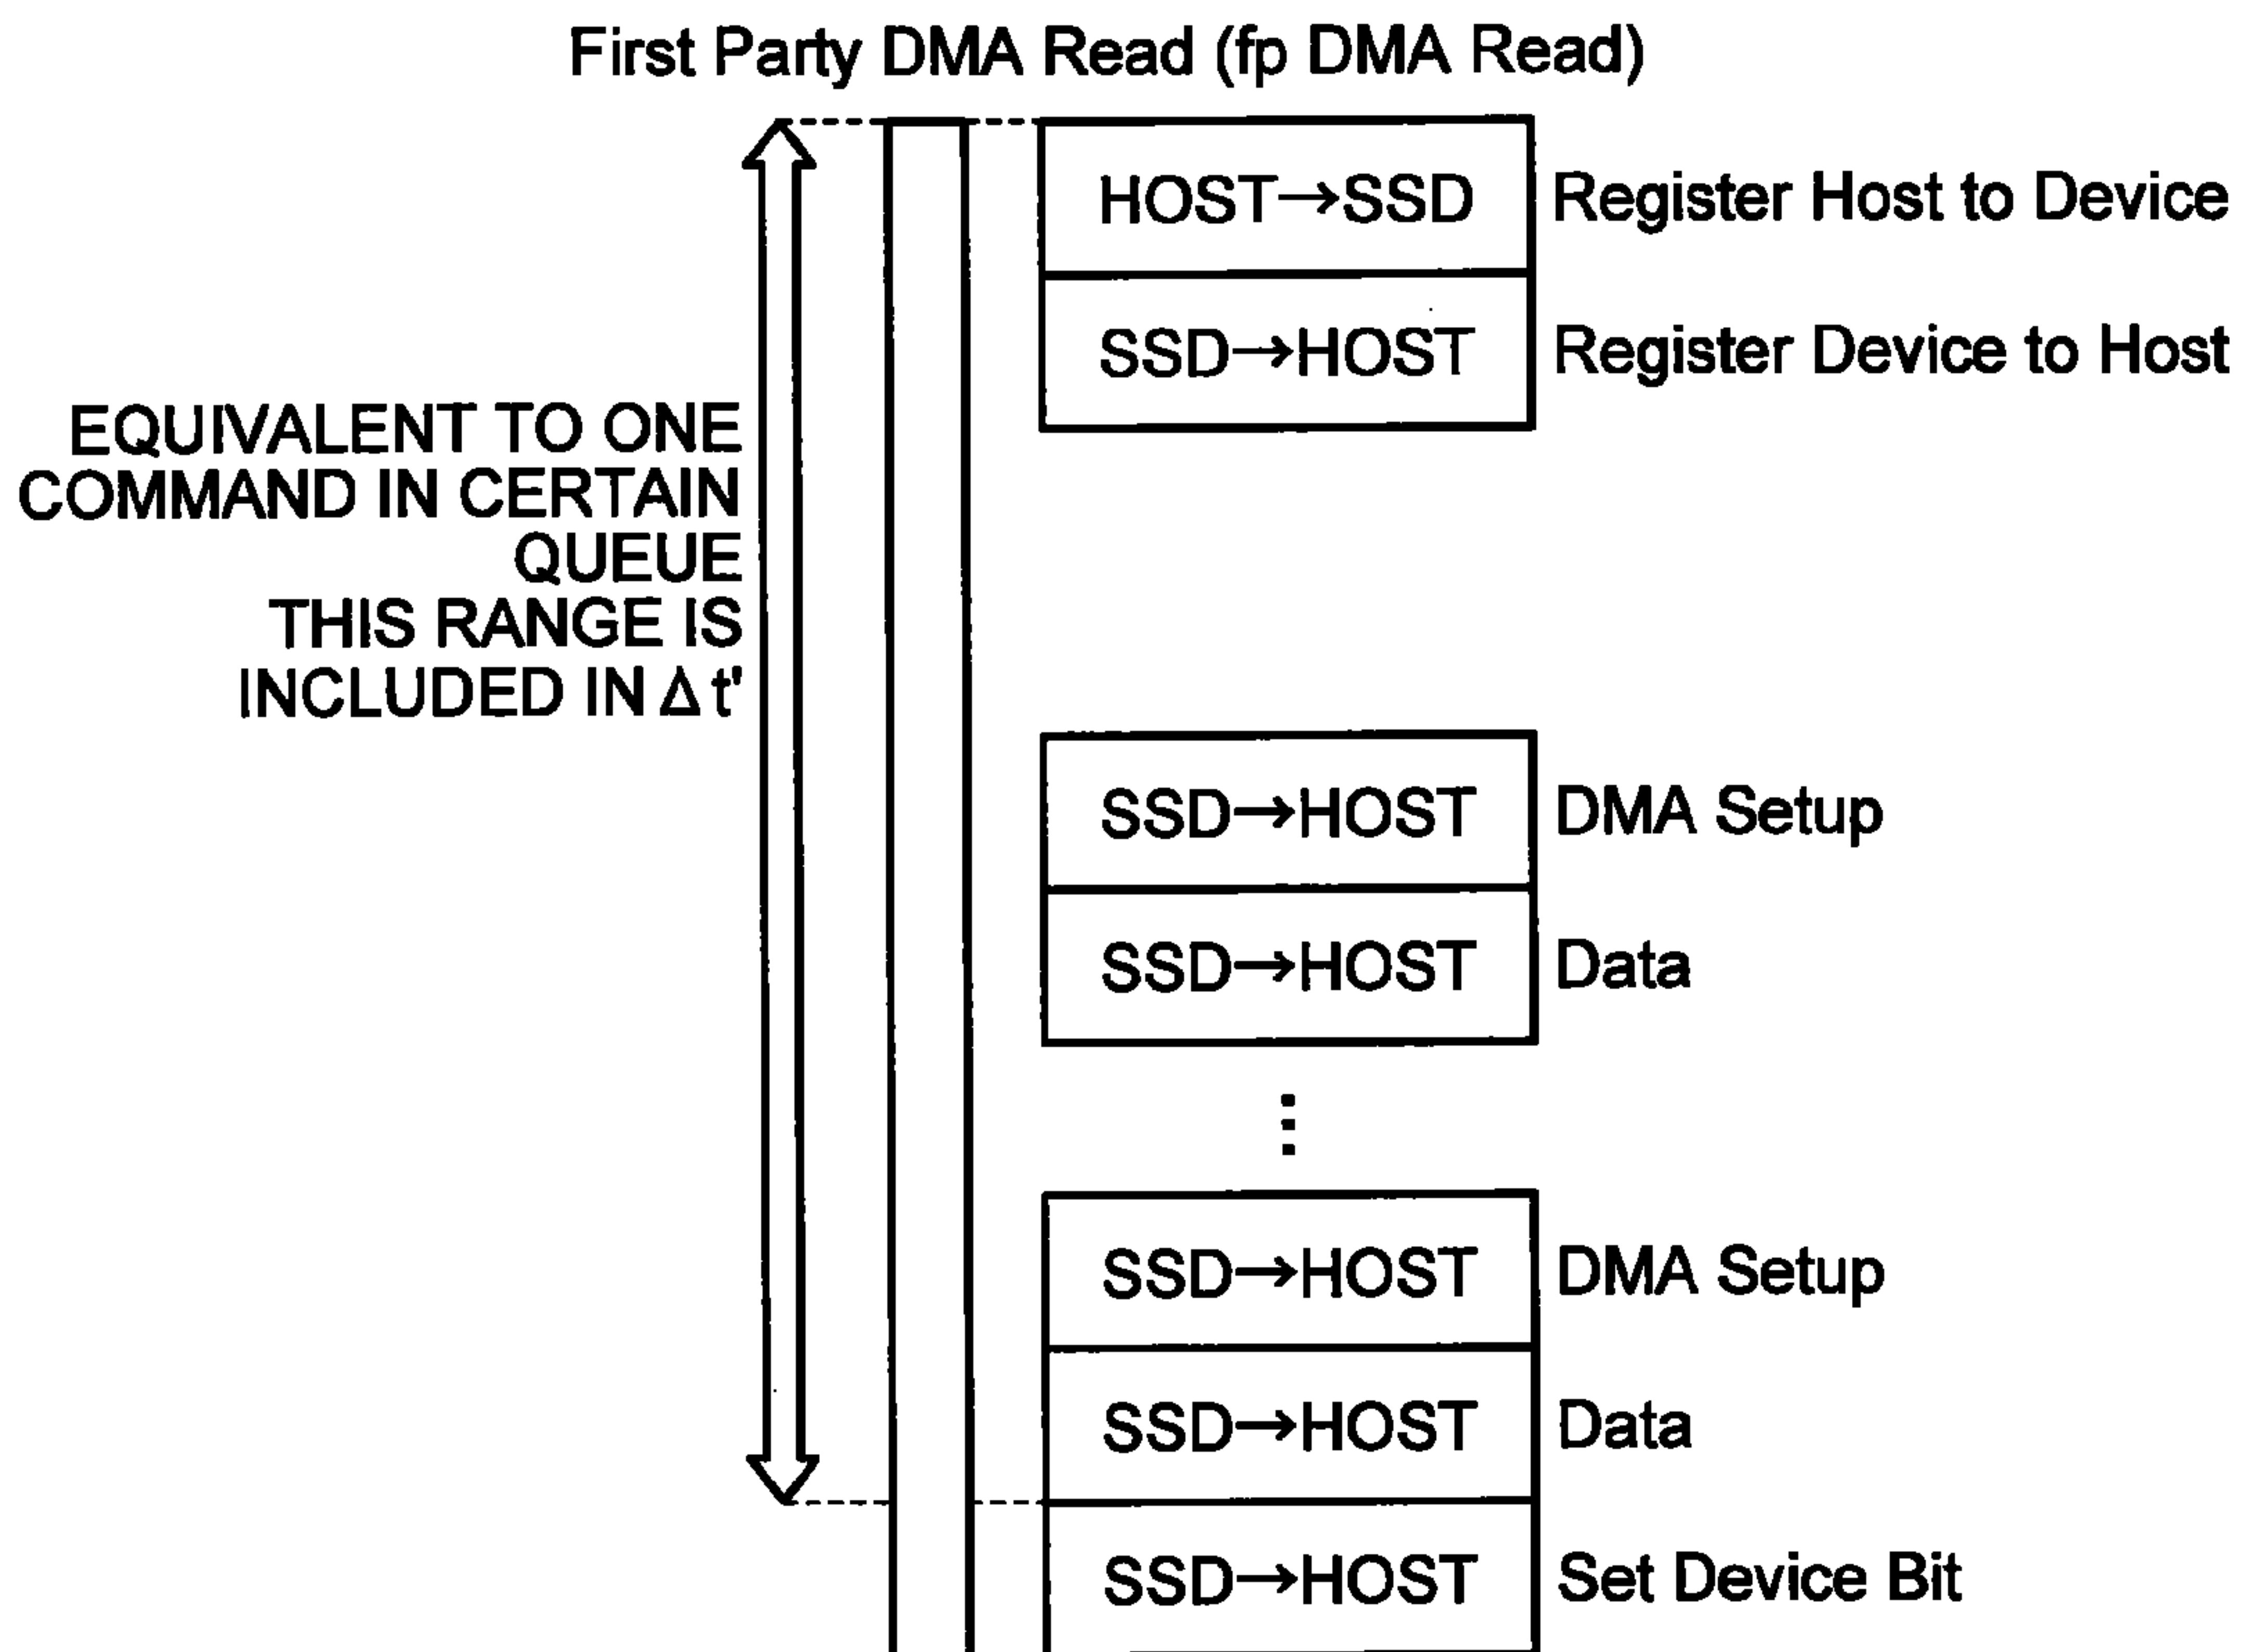 First Party DMA Read (fp DMA Read)
HOST→SSD Register Host to Device
SSD→HOST Register Device to Host
EQUIVALENT TO ONE
COMMAND IN CERTAIN
QUEUE
THIS RANGE IS
INCLUDED IN Δt'
SSD→HOST DMA Setup
SSD→HOST Data
⋮
SSD→HOST DMA Setup
SSD→HOST Data
SSD→HOST Set Device Bit